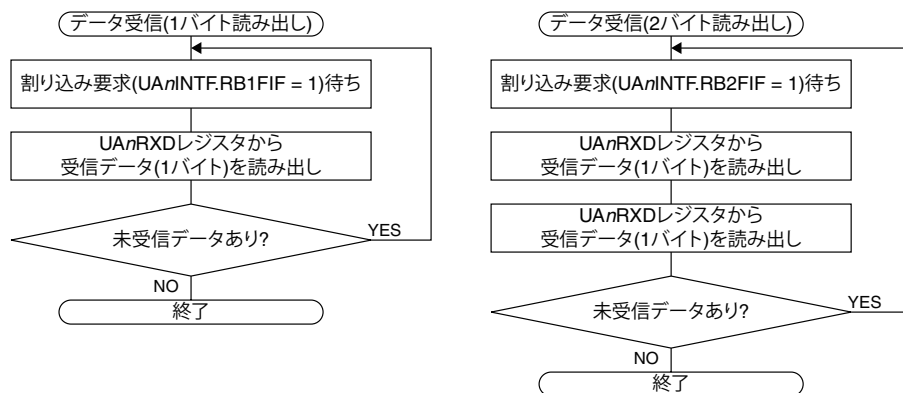 データ受信(1バイト読み出し)
割り込み要求(UAnINTF.RB1FIF = 1)待ち
UAnRXDレジスタから
受信データ(1バイト)を読み出し
未受信データあり?
YES
NO
終了
データ受信(2バイト読み出し)
割り込み要求(UAnINTF.RB2FIF = 1)待ち
UAnRXDレジスタから
受信データ(1バイト)を読み出し
UAnRXDレジスタから
受信データ(1バイト)を読み出し
未受信データあり?
YES
NO
終了